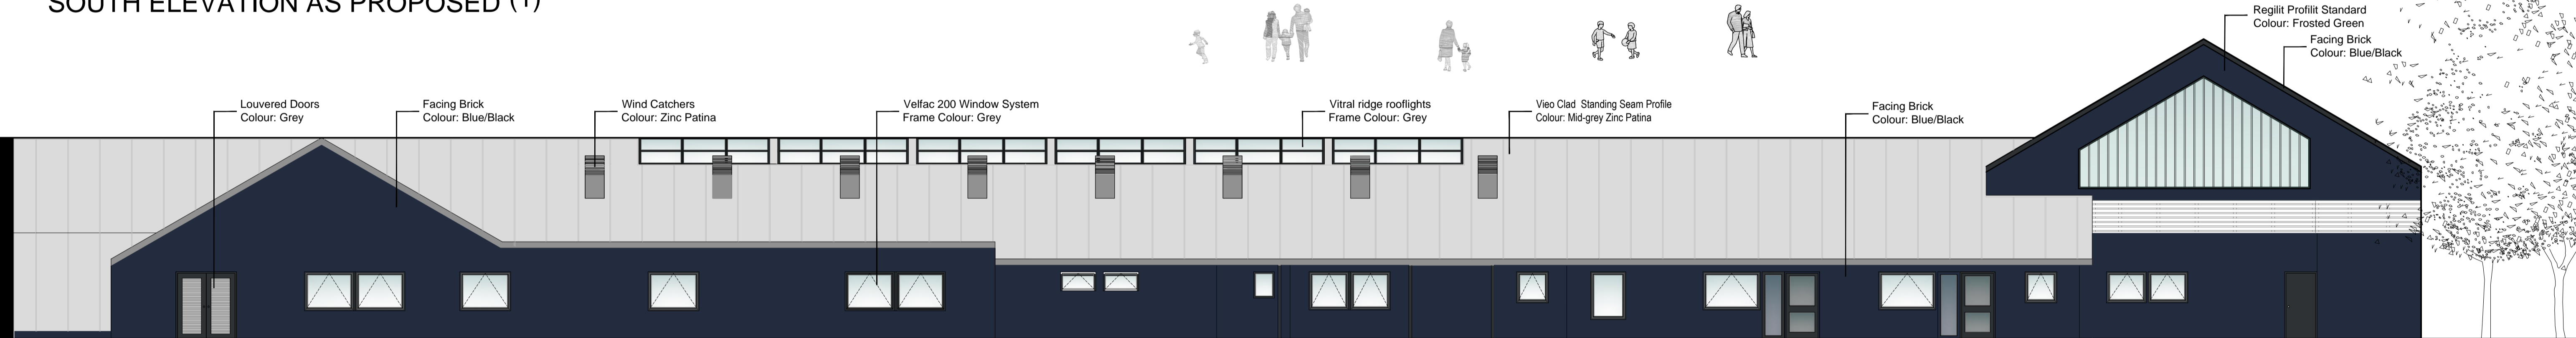 SOUTH ELEVATION AS PROPOSED (1)
Regilit Profilit Standard
Colour: Frosted Green
Facing Brick
Colour: Blue/Black
Louvered Doors
Colour: Grey
Facing Brick
Colour: Blue/Black
Wind Catchers
Colour: Zinc Patina
Velfac 200 Window System
Frame Colour: Grey
Vitral ridge rooflights
Frame Colour: Grey
Vieo Clad Standing Seam Profile
Colour: Mid-grey Zinc Patina
Facing Brick
Colour: Blue/Black